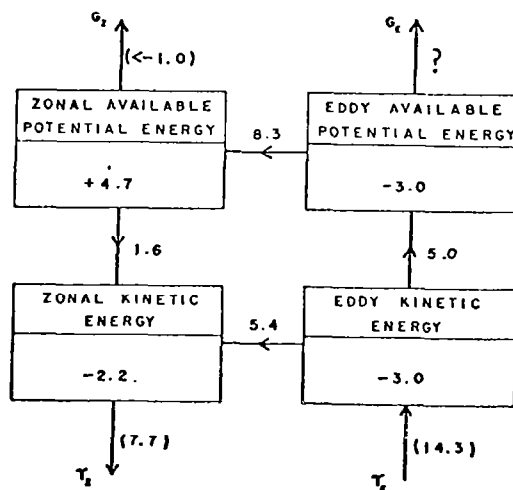 G_Z
G_E
(<-1.0)
?
ZONAL AVAILABLE
POTENTIAL ENERGY
EDDY AVAILABLE
POTENTIAL ENERGY
8.3
+4.7
-3.0
1.6
5.0
ZONAL KINETIC
ENERGY
EDDY KINETIC
ENERGY
5.4
-2.2.
-3.0
(7.7)
(14.3)